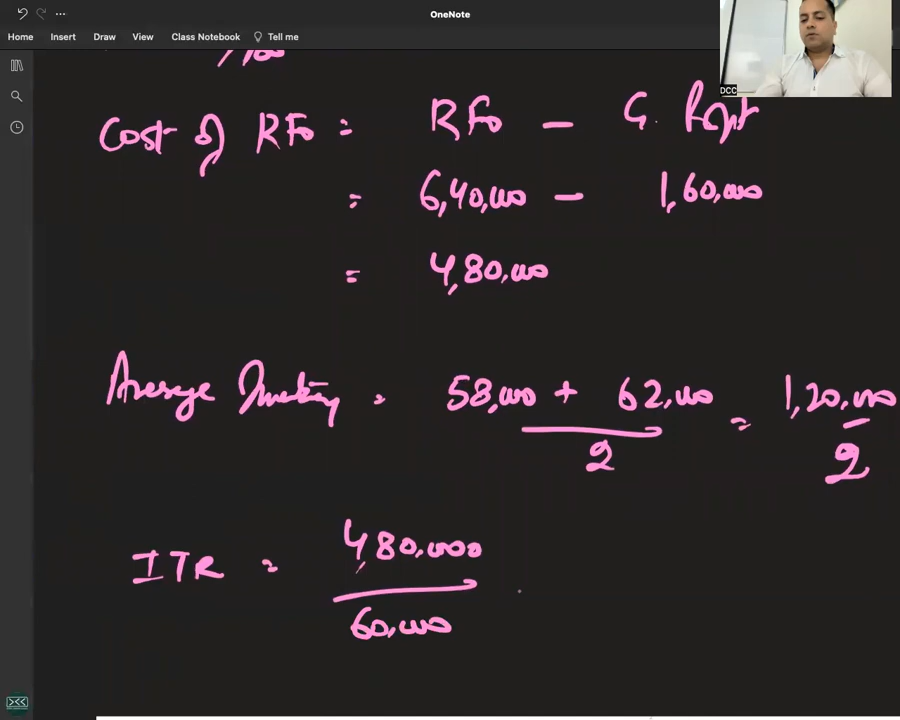 OneNote
Home Insert Draw View Class Notebook Tell me
DCC
Cost of RFO = RFO - G. Profit
= 6,40,000 - 1,60,000
= 4,80,000
Average Inventory = 58,000 + 62,000 = 1,20,000
2 2
ITR = 4,80,000
60,000